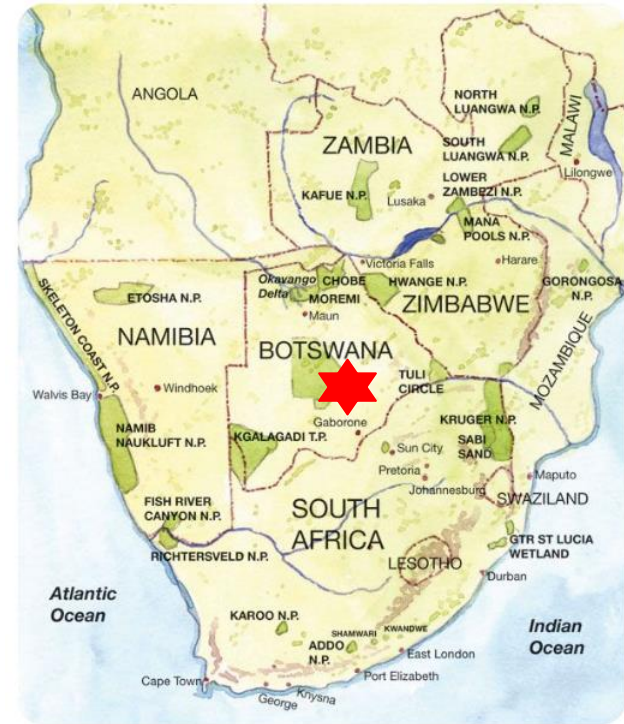 ANGOLA
NORTH
LUANGWA N.P.
MALAWI
ZAMBIA
SOUTH
LUANGWA N.P.
Lilongwe
LOWER
ZAMBEZI N.P.
KAFUE N.P.
Lusaka
MANA
POOLS N.P.
Victoria Falls
Harare
Okavango
Delta
CHOBE
MOREMI
HWANGE N.P.
GORONGOSA
N.P.
SKELETON COAST N.P.
ETOSHA N.P.
Maun
ZIMBABWE
NAMIBIA
BOTSWANA
MOZAMBIQUE
TULI
CIRCLE
Walvis Bay
Windhoek
Gaborone
KRUGER N.P.
NAMIB
NAUKLUFT N.P.
KGALAGADI T.P.
Sun City
SABI
SAND
Pretoria
Johannesburg
Maputo
SWAZILAND
FISH RIVER
CANYON N.P.
SOUTH
AFRICA
RICHTERSVELD N.P.
GTR ST LUCIA
WETLAND
LESOTHO
Durban
Atlantic
Ocean
KAROO N.P.
SHAMWARI
KWANDWE
Indian
Ocean
ADDO
N.P.
East London
Port Elizabeth
Cape Town
George
Knysna